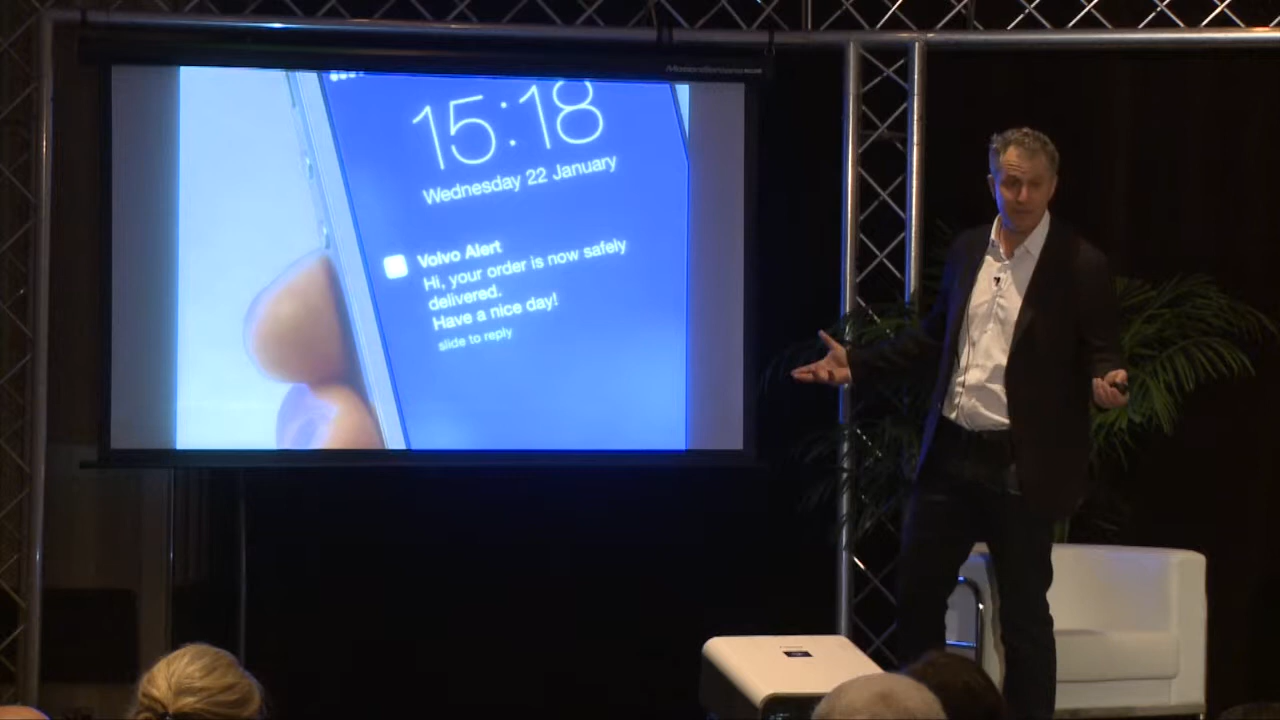 15:18
Wednesday 22 January
Volvo Alert
Hi, your order is now safely
delivered.
Have a nice day!
slide to reply